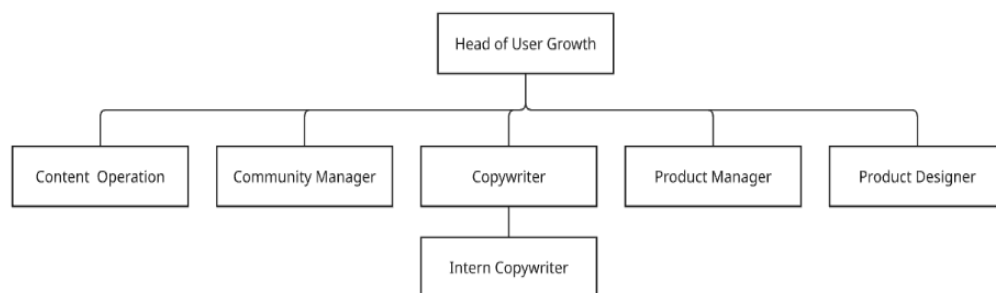 Head of User Growth
Content Operation
Community Manager
Copywriter
Product Manager
Product Designer
Intern Copywriter